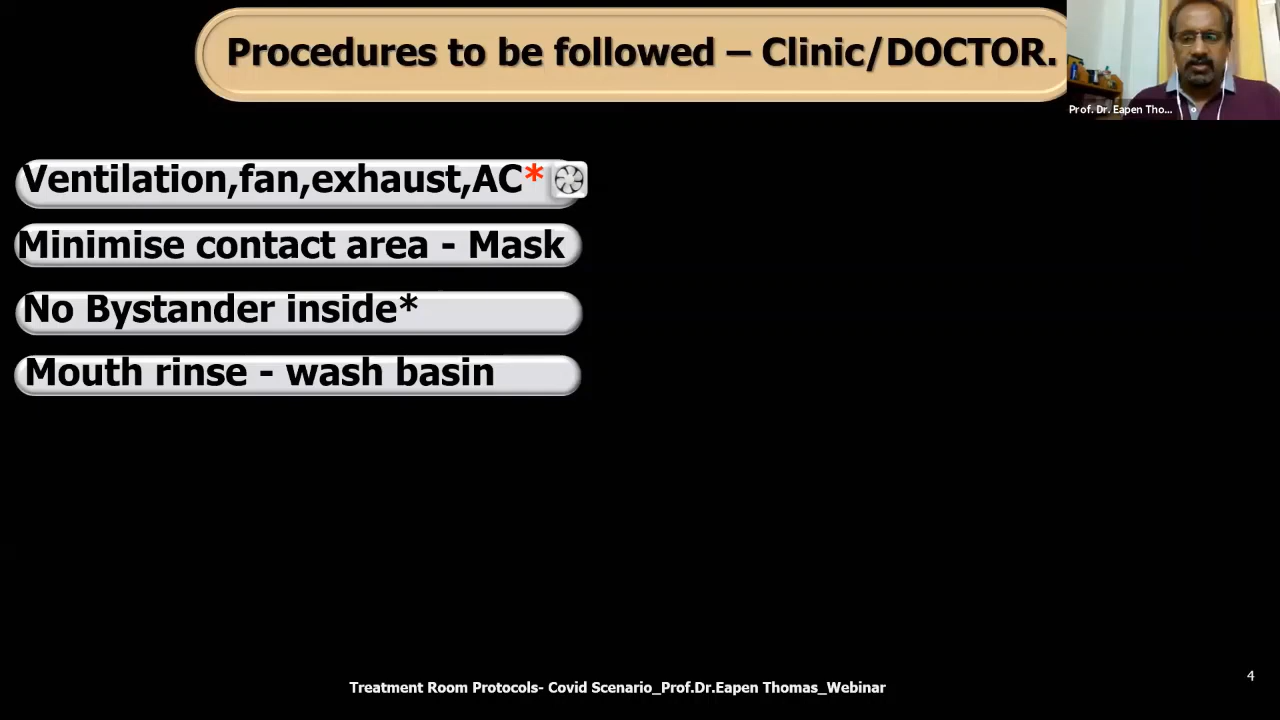 Procedures to be followed – Clinic/DOCTOR.
Prof. Dr. Eapen Tho...
Ventilation,fan,exhaust,AC*
Minimise contact area - Mask
No Bystander inside*
Mouth rinse - wash basin
Treatment Room Protocols- Covid Scenario_Prof.Dr.Eapen Thomas_Webinar
4